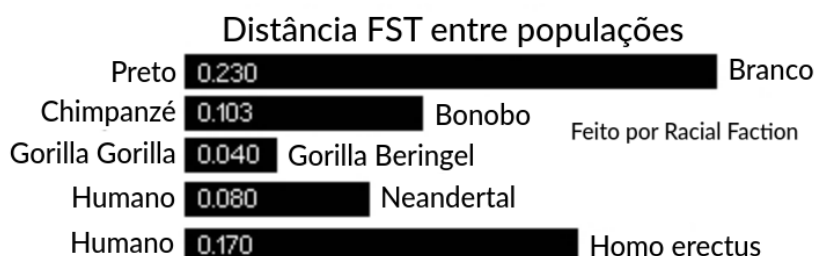 Distância FST entre populações
Preto 0.230 Branco
Chimpanzé 0.103 Bonobo
Feito por Racial Faction
Gorilla Gorilla 0.040 Gorilla Beringel
Humano 0.080 Neandertal
Humano 0.170 Homo erectus